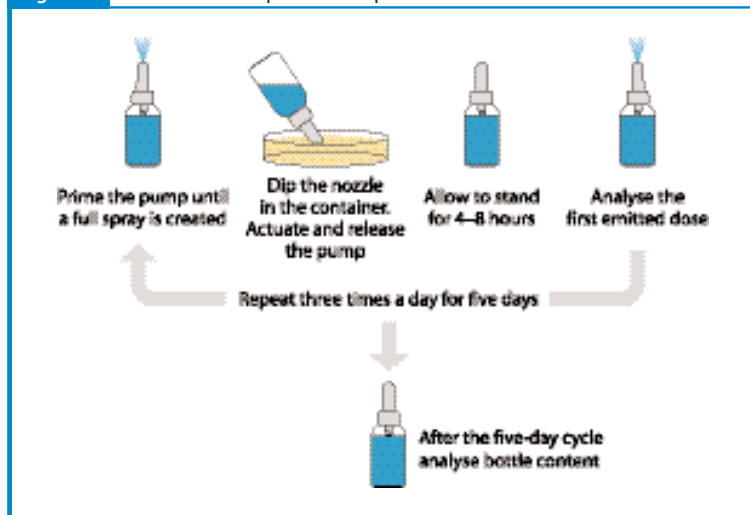 Prime the pump until
a full spray is created
Dip the nozzle
in the container.
Actuate and release
the pump
Allow to stand
for 4–8 hours
Analyse the
first emitted dose
Repeat three times a day for five days
After the five-day cycle
analyse bottle content